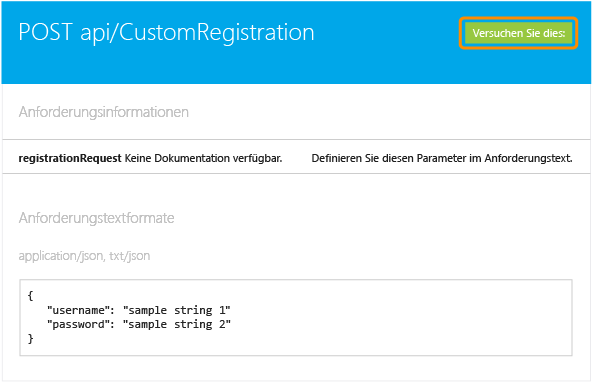 POST api/CustomRegistration
Versuchen Sie dies:
Anforderungsinformationen
registrationRequest Keine Dokumentation verfügbar. Definieren Sie diesen Parameter im Anforderungstext.
Anforderungstextformate
application/json, txt/json
{
"username": "sample string 1"
"password": "sample string 2"
}